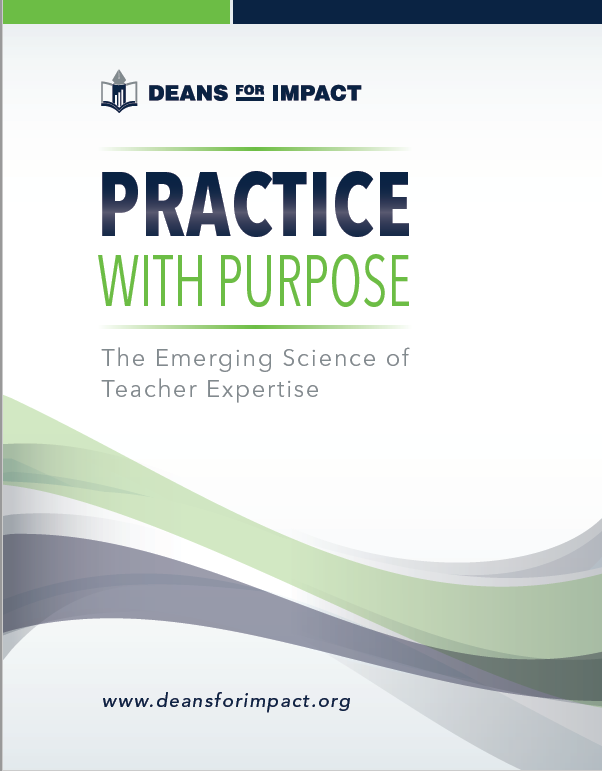 DEANS FOR IMPACT
PRACTICE
WITH PURPOSE
The Emerging Science of
Teacher Expertise
www.deansforimpact.org